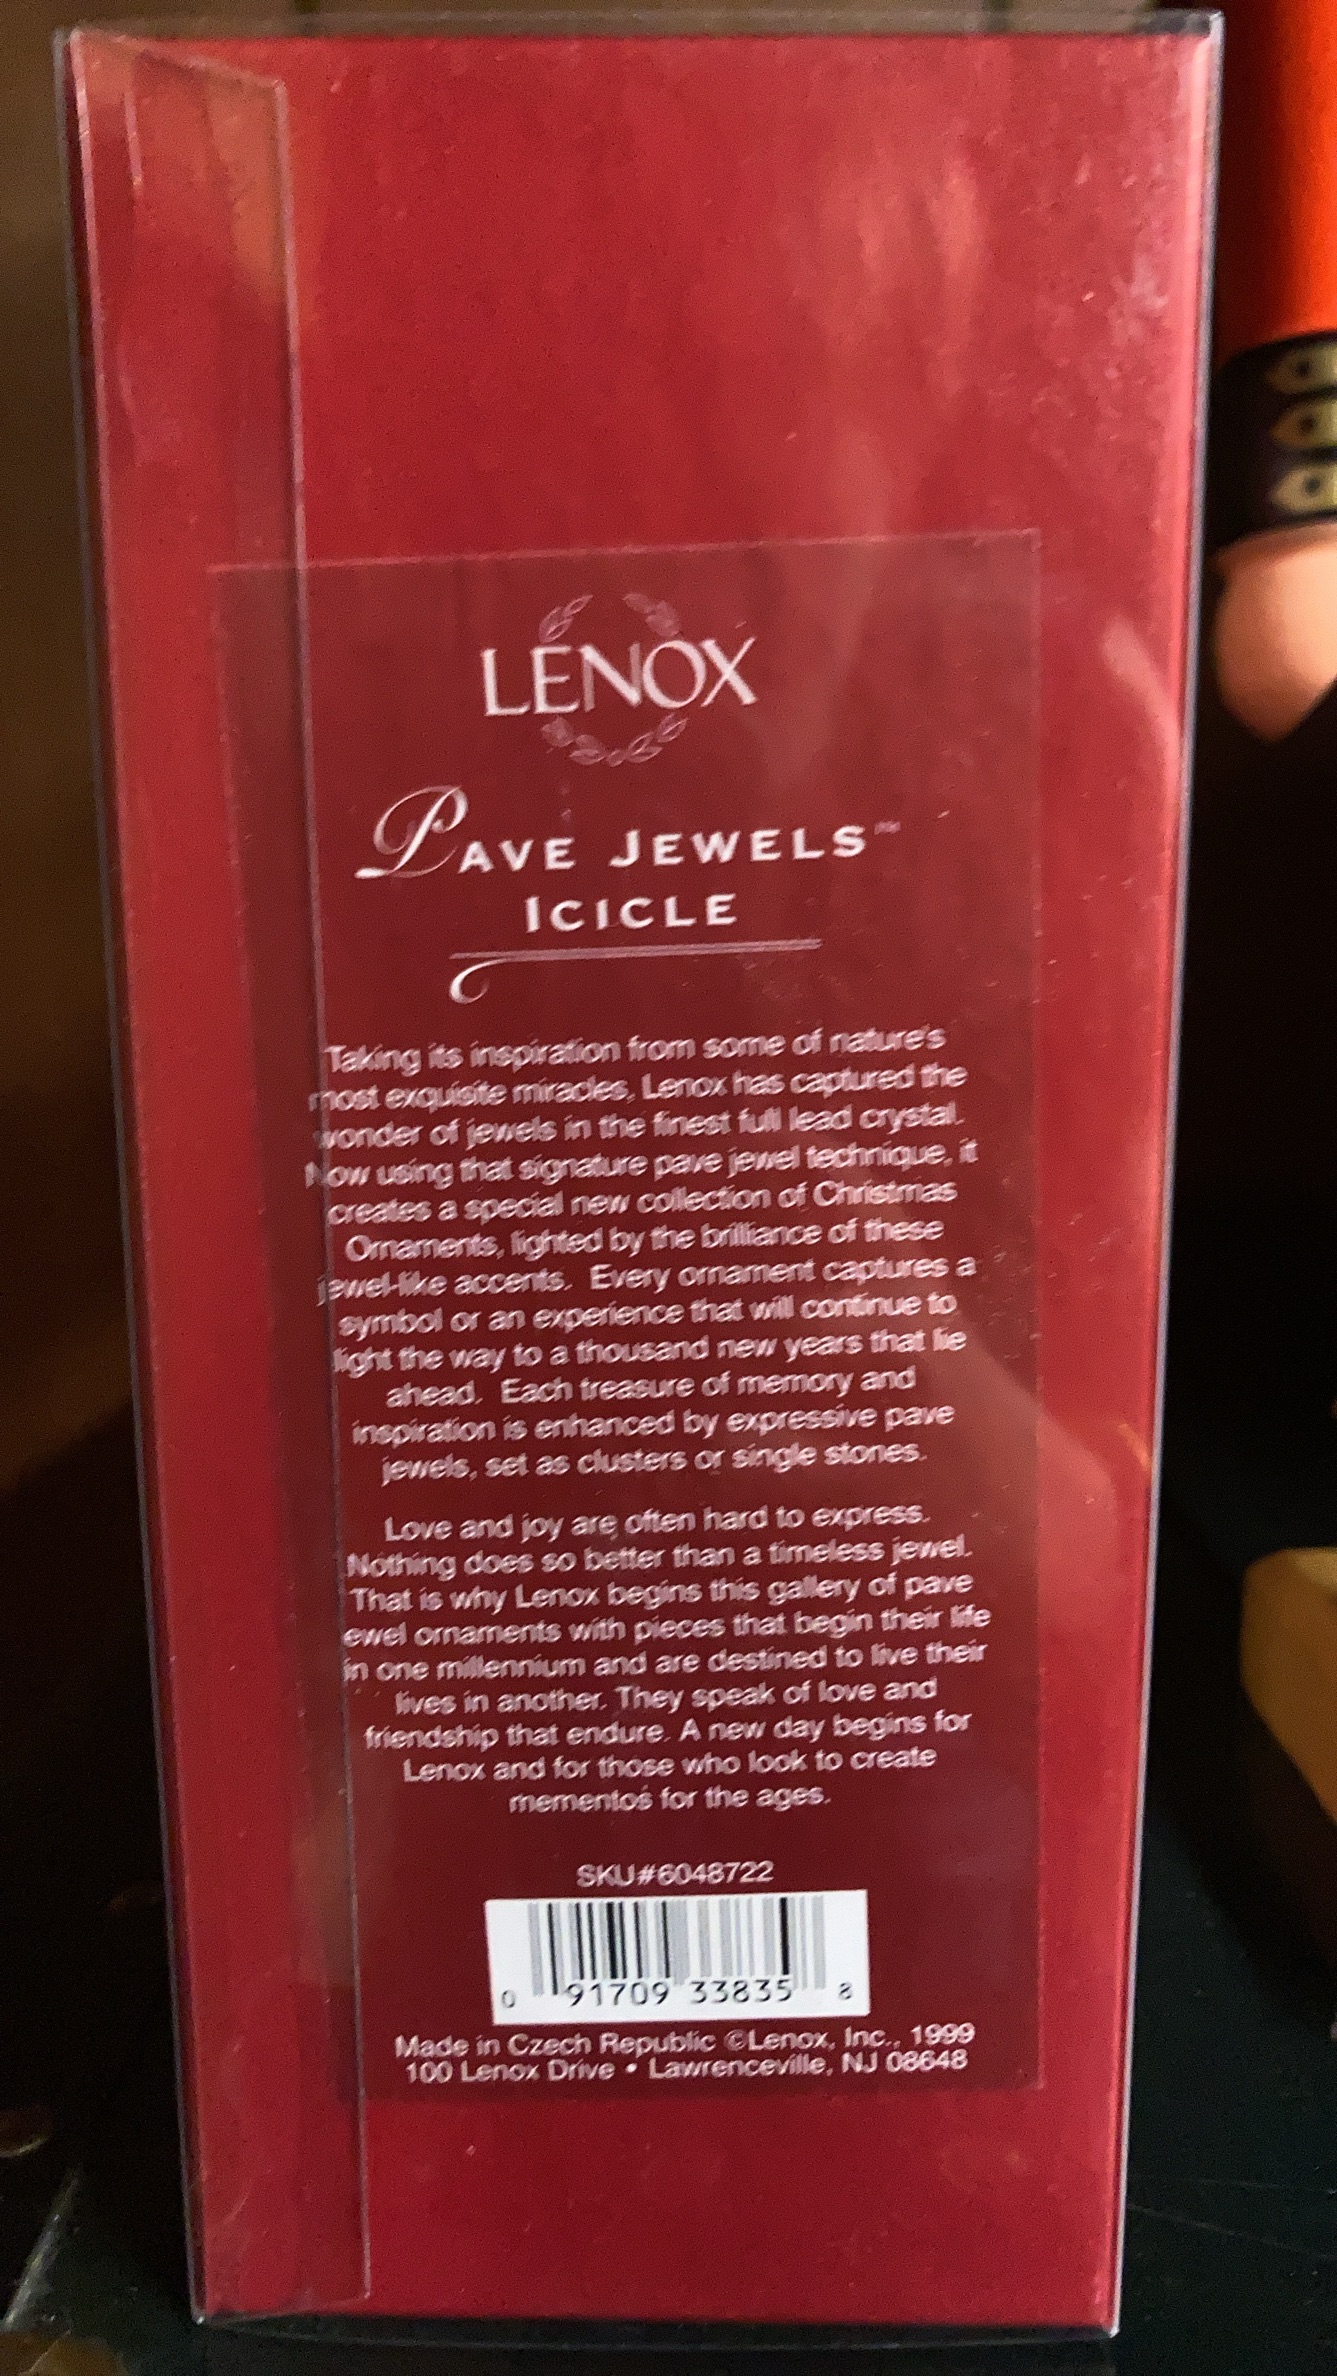 LENOX
PAVE JEWELS™
ICICLE
Taking its inspiration from some of nature's
most exquisite miracles, Lenox has captured the
wonder of jewels in the finest full lead crystal.
Now using that signature pave jewel technique, it
creates a special new collection of Christmas
Ornaments, lighted by the brilliance of these
jewel-like accents. Every ornament captures a
symbol or an experience that will continue to
light the way to a thousand new years that lie
ahead. Each treasure of memory and
inspiration is enhanced by expressive pave
jewels, set as clusters or single stones.
Love and joy are often hard to express.
Nothing does so better than a timeless jewel.
That is why Lenox begins this gallery of pave
jewel ornaments with pieces that begin their life
in one millennium and are destined to live their
lives in another. They speak of love and
friendship that endure. A new day begins for
Lenox and for those who look to create
mementos for the ages.
SKU#6048722
0 91709 33835 8
Made in Czech Republic ©Lenox, Inc., 1999
100 Lenox Drive • Lawrenceville, NJ 08648